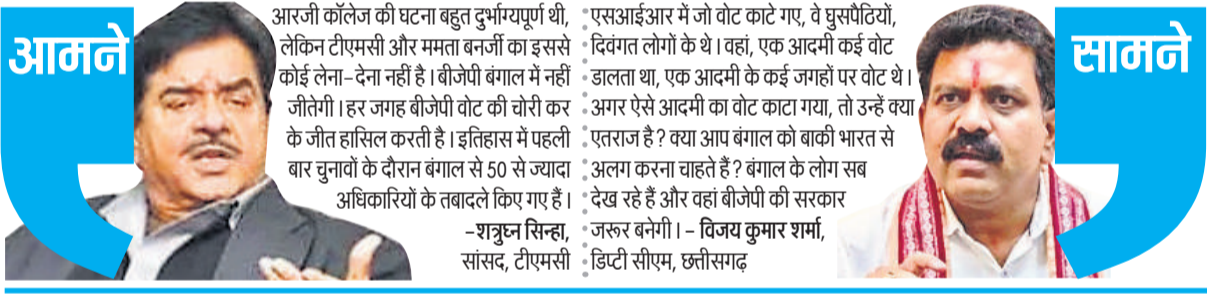 आमने
आरजी कॉलेज की घटना बहुत दुर्भाग्यपूर्ण थी,
लेकिन टीएमसी और ममता बनर्जी का इससे
कोई लेना-देना नहीं है। बीजेपी बंगाल में नहीं
जीतेगी। हर जगह बीजेपी वोट की चोरी कर
के जीत हासिल करती है। इतिहास में पहली
बार चुनावों के दौरान बंगाल से 50 से ज्यादा
अधिकारियों के तबादले किए गए हैं।
-शत्रुघ्न सिन्हा,
सांसद, टीएमसी
एसआईआर में जो वोट काटे गए, वे घुसपैठियों,
दिवंगत लोगों के थे। वहां, एक आदमी कई वोट
डालता था, एक आदमी के कई जगहों पर वोट थे।
अगर ऐसे आदमी का वोट काटा गया, तो उन्हें क्या
एतराज है? क्या आप बंगाल को बाकी भारत से
अलग करना चाहते हैं? बंगाल के लोग सब
देख रहे हैं और वहां बीजेपी की सरकार
जरूर बनेगी। - विजय कुमार शर्मा,
डिप्टी सीएम, छत्तीसगढ़
सामने